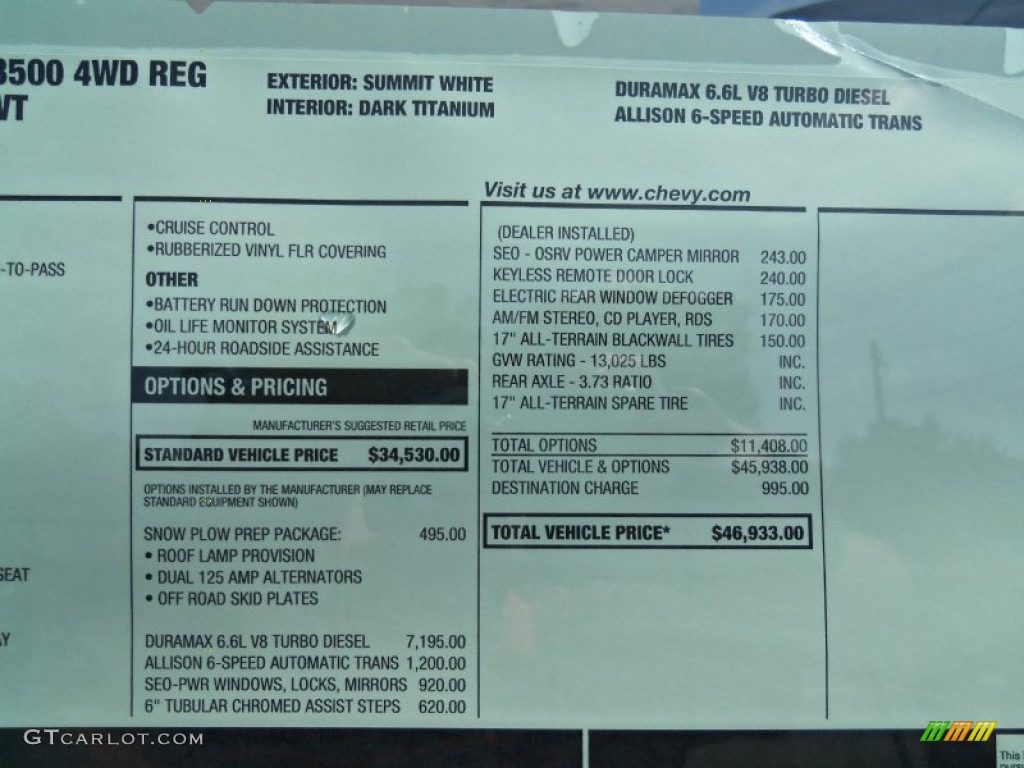 3500 4WD REG
VT
EXTERIOR: SUMMIT WHITE
INTERIOR: DARK TITANIUM
DURAMAX 6.6L V8 TURBO DIESEL
ALLISON 6-SPEED AUTOMATIC TRANS
Visit us at www.chevy.com
-TO-PASS
SEAT
AY
•CRUISE CONTROL
•RUBBERIZED VINYL FLR COVERING
OTHER
•BATTERY RUN DOWN PROTECTION
•OIL LIFE MONITOR SYSTEM
•24-HOUR ROADSIDE ASSISTANCE
OPTIONS & PRICING
MANUFACTURER'S SUGGESTED RETAIL PRICE
STANDARD VEHICLE PRICE $34,530.00
OPTIONS INSTALLED BY THE MANUFACTURER (MAY REPLACE
STANDARD EQUIPMENT SHOWN)
SNOW PLOW PREP PACKAGE: 495.00
• ROOF LAMP PROVISION
• DUAL 125 AMP ALTERNATORS
• OFF ROAD SKID PLATES
DURAMAX 6.6L V8 TURBO DIESEL 7,195.00
ALLISON 6-SPEED AUTOMATIC TRANS 1,200.00
SEO-PWR WINDOWS, LOCKS, MIRRORS 920.00
6" TUBULAR CHROMED ASSIST STEPS 620.00
(DEALER INSTALLED)
SEO - OSRV POWER CAMPER MIRROR 243.00
KEYLESS REMOTE DOOR LOCK 240.00
ELECTRIC REAR WINDOW DEFOGGER 175.00
AM/FM STEREO, CD PLAYER, RDS 170.00
17" ALL-TERRAIN BLACKWALL TIRES 150.00
GVW RATING - 13,025 LBS INC.
REAR AXLE - 3.73 RATIO INC.
17" ALL-TERRAIN SPARE TIRE INC.
TOTAL OPTIONS $11,408.00
TOTAL VEHICLE & OPTIONS $45,938.00
DESTINATION CHARGE 995.00
TOTAL VEHICLE PRICE* $46,933.00
GTCARLOT.COM
This